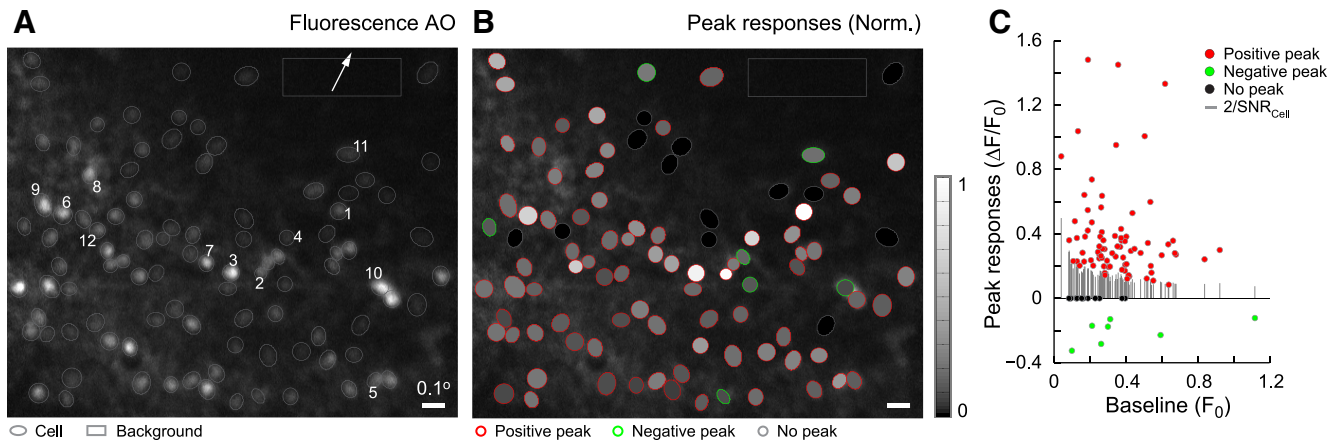 A Fluorescence AO
11
8
9
6
1
12
4
7
3
2
10
5
0.1°
Cell Background
B Peak responses (Norm.)
1
0
Positive peak Negative peak No peak
C
Peak responses (ΔF/F₀)
1.6
1.2
0.8
0.4
0
−0.4
Positive peak
Negative peak
No peak
2/SNR_Cell
0 0.4 0.8 1.2
Baseline (F₀)